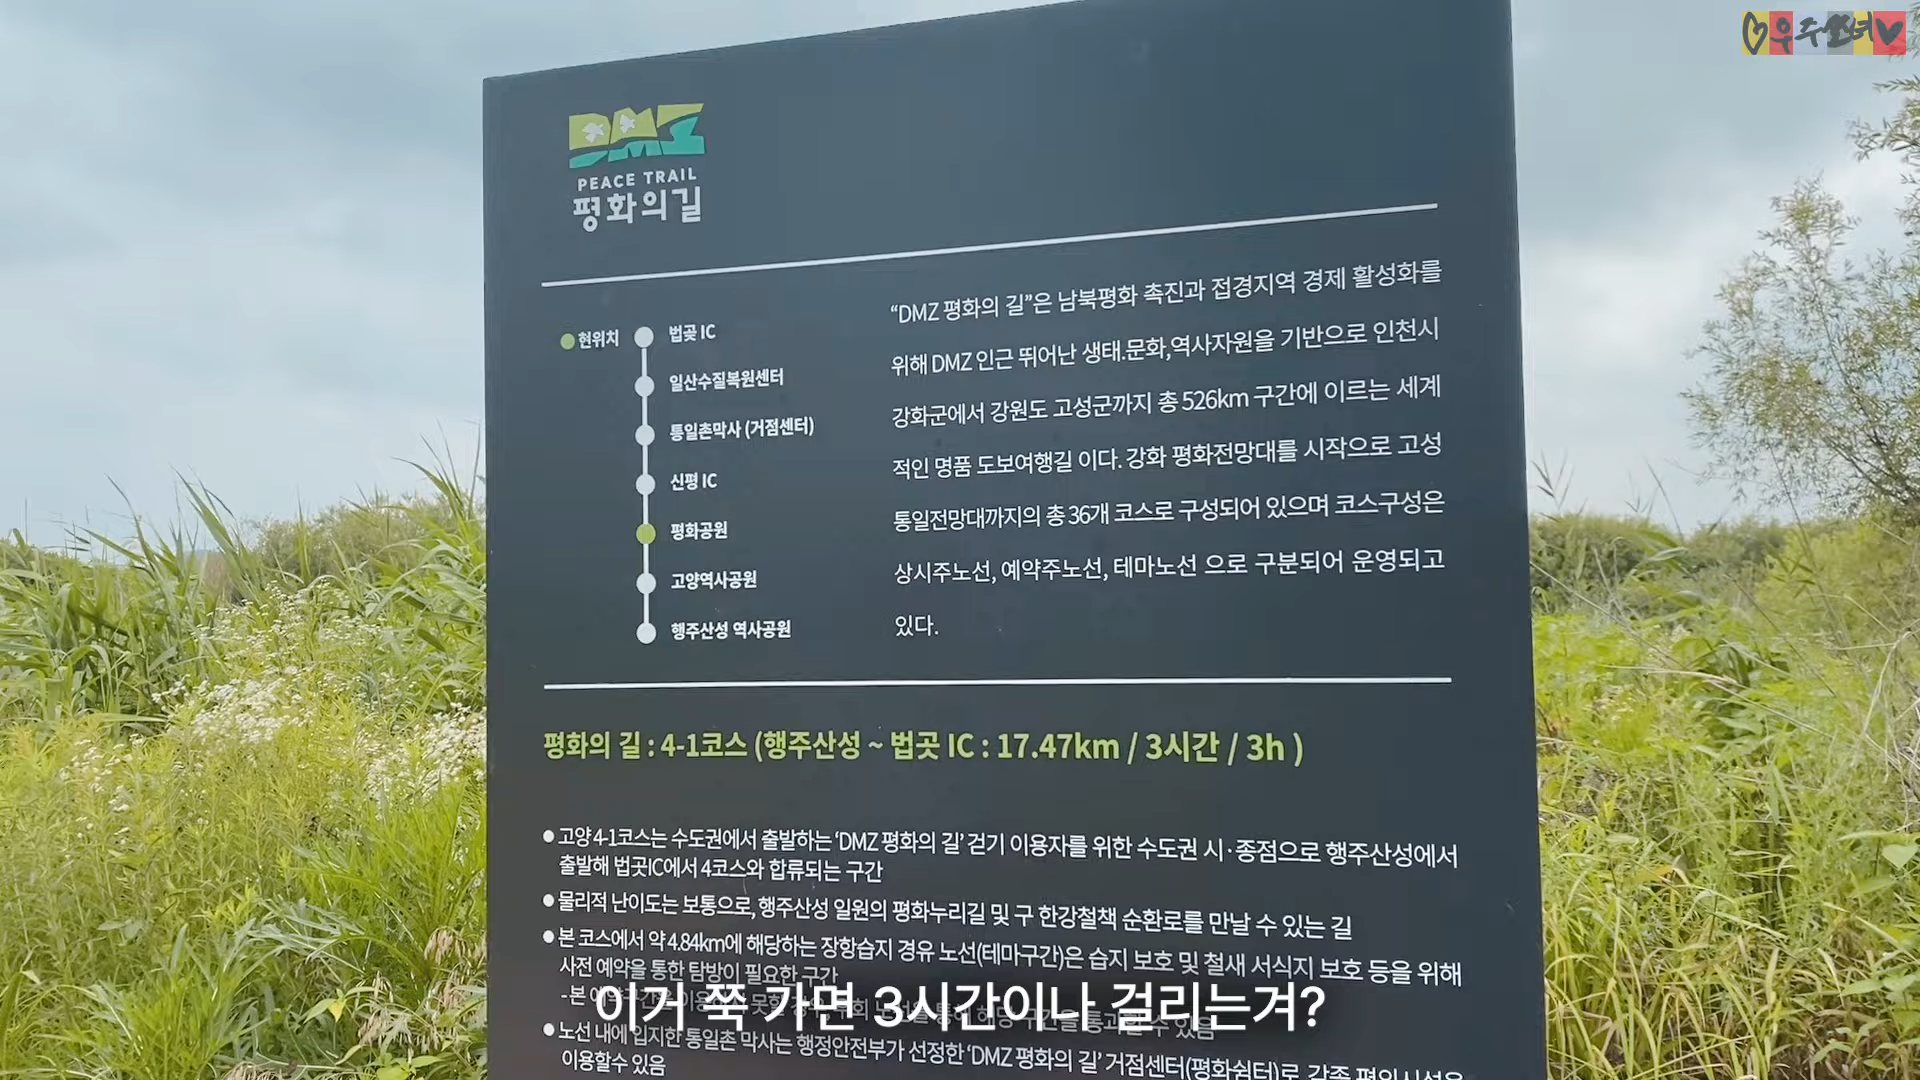 우주쏘녀
DMZ
PEACE TRAIL
평화의길
현위치
법곶 IC
일산수질복원센터
통일촌막사 (거점센터)
신평 IC
평화공원
고양역사공원
행주산성 역사공원
“DMZ 평화의 길”은 남북평화 촉진과 접경지역 경제 활성화를
위해 DMZ 인근 뛰어난 생태.문화,역사자원을 기반으로 인천시
강화군에서 강원도 고성군까지 총 526km 구간에 이르는 세계
적인 명품 도보여행길 이다. 강화 평화전망대를 시작으로 고성
통일전망대까지의 총 36개 코스로 구성되어 있으며 코스구성은
상시주노선, 예약주노선, 테마노선 으로 구분되어 운영되고
있다.
평화의 길 : 4-1코스 (행주산성 ~ 법곳 IC : 17.47km / 3시간 / 3h )
● 고양 4-1코스는 수도권에서 출발하는 ‘DMZ 평화의 길’ 걷기 이용자를 위한 수도권 시·종점으로 행주산성에서
출발해 법곳IC에서 4코스와 합류되는 구간
● 물리적 난이도는 보통으로, 행주산성 일원의 평화누리길 및 구 한강철책 순환로를 만날 수 있는 길
● 본 코스에서 약 4.84km에 해당하는 장항습지 경유 노선(테마구간)은 습지 보호 및 철새 서식지 보호 등을 위해
사전 예약을 통한 탐방이 필요한 구간
-본
이거 쭉 가면 3시간이나 걸리는겨?
● 노선 내에 입지한 통일촌 막사는 행정안전부가 선정한 ‘DMZ 평화의 길’ 거점센터(평화쉼터)로
이용할수 있음